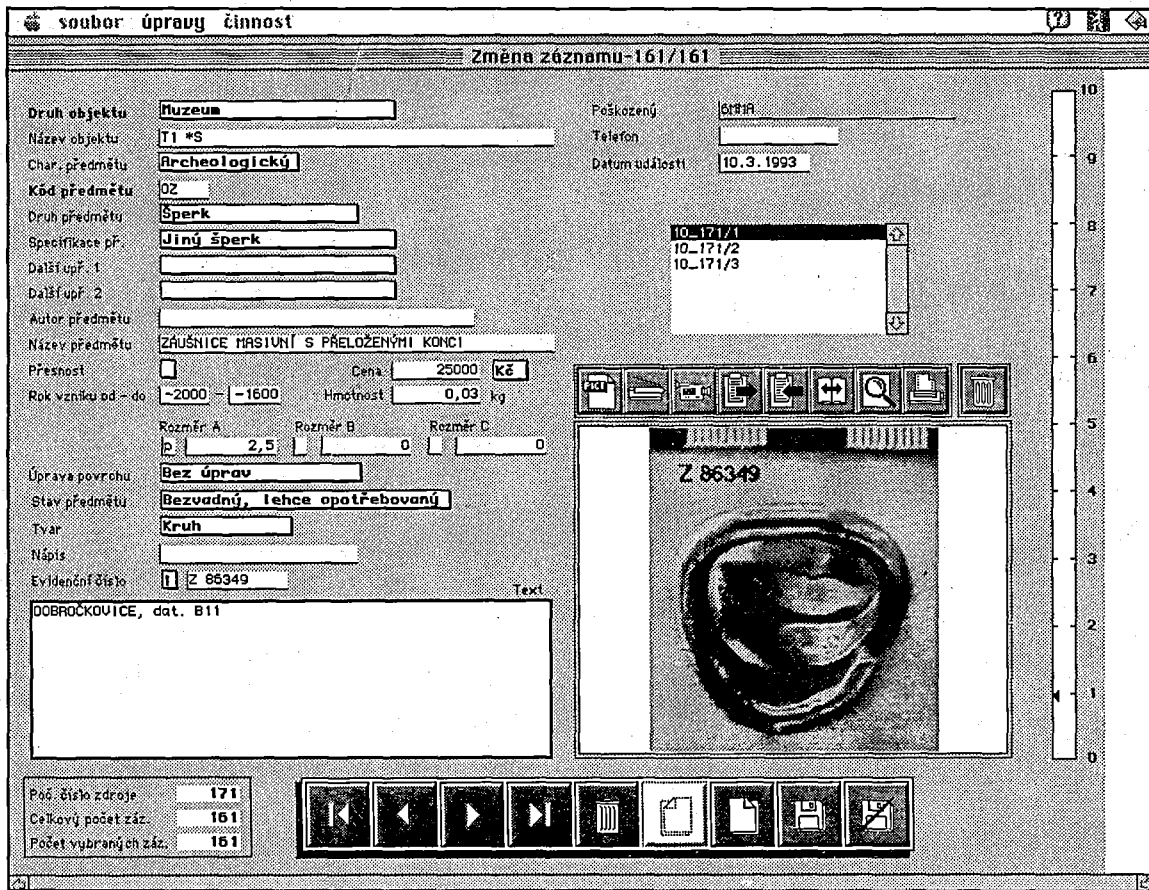 soubor úpravy činnost
Změna záznamu-161/161
Druh objektu Muzeum
Název objektu T1 *S
Char. předmětu Archeologický
Kód předmětu OZ
Druh předmětu Šperk
Specifikace př. Jiný šperk
Další upř. 1
Další upř. 2
Autor předmětu
Název předmětu ZÁUŠNICE MASIVNÍ S PŘELOŽENÝMI KONCI
Přesnost Cena 25000 Kč
Rok vzniku od - do ~2000 - -1600 Hmotnost 0,03 kg
Rozměr A Rozměr B Rozměr C
p 2,5 0 0
Úprava povrchu Bez úprav
Stav předmětu Bezvadný, lehce opotřebovaný
Tvar Kruh
Nápis
Evidenční číslo Z 86349
Text
DOBROČKOVICE, dat. B11
Poškozený 6MMA
Telefon
Datum události 10.3.1993
10_171/1
10_171/2
10_171/3
PICT
Z 86349
10
9
8
7
6
5
4
3
2
1
0
Poč. číslo zdroje 171
Celkový počet záz. 161
Počet vybraných záz. 161